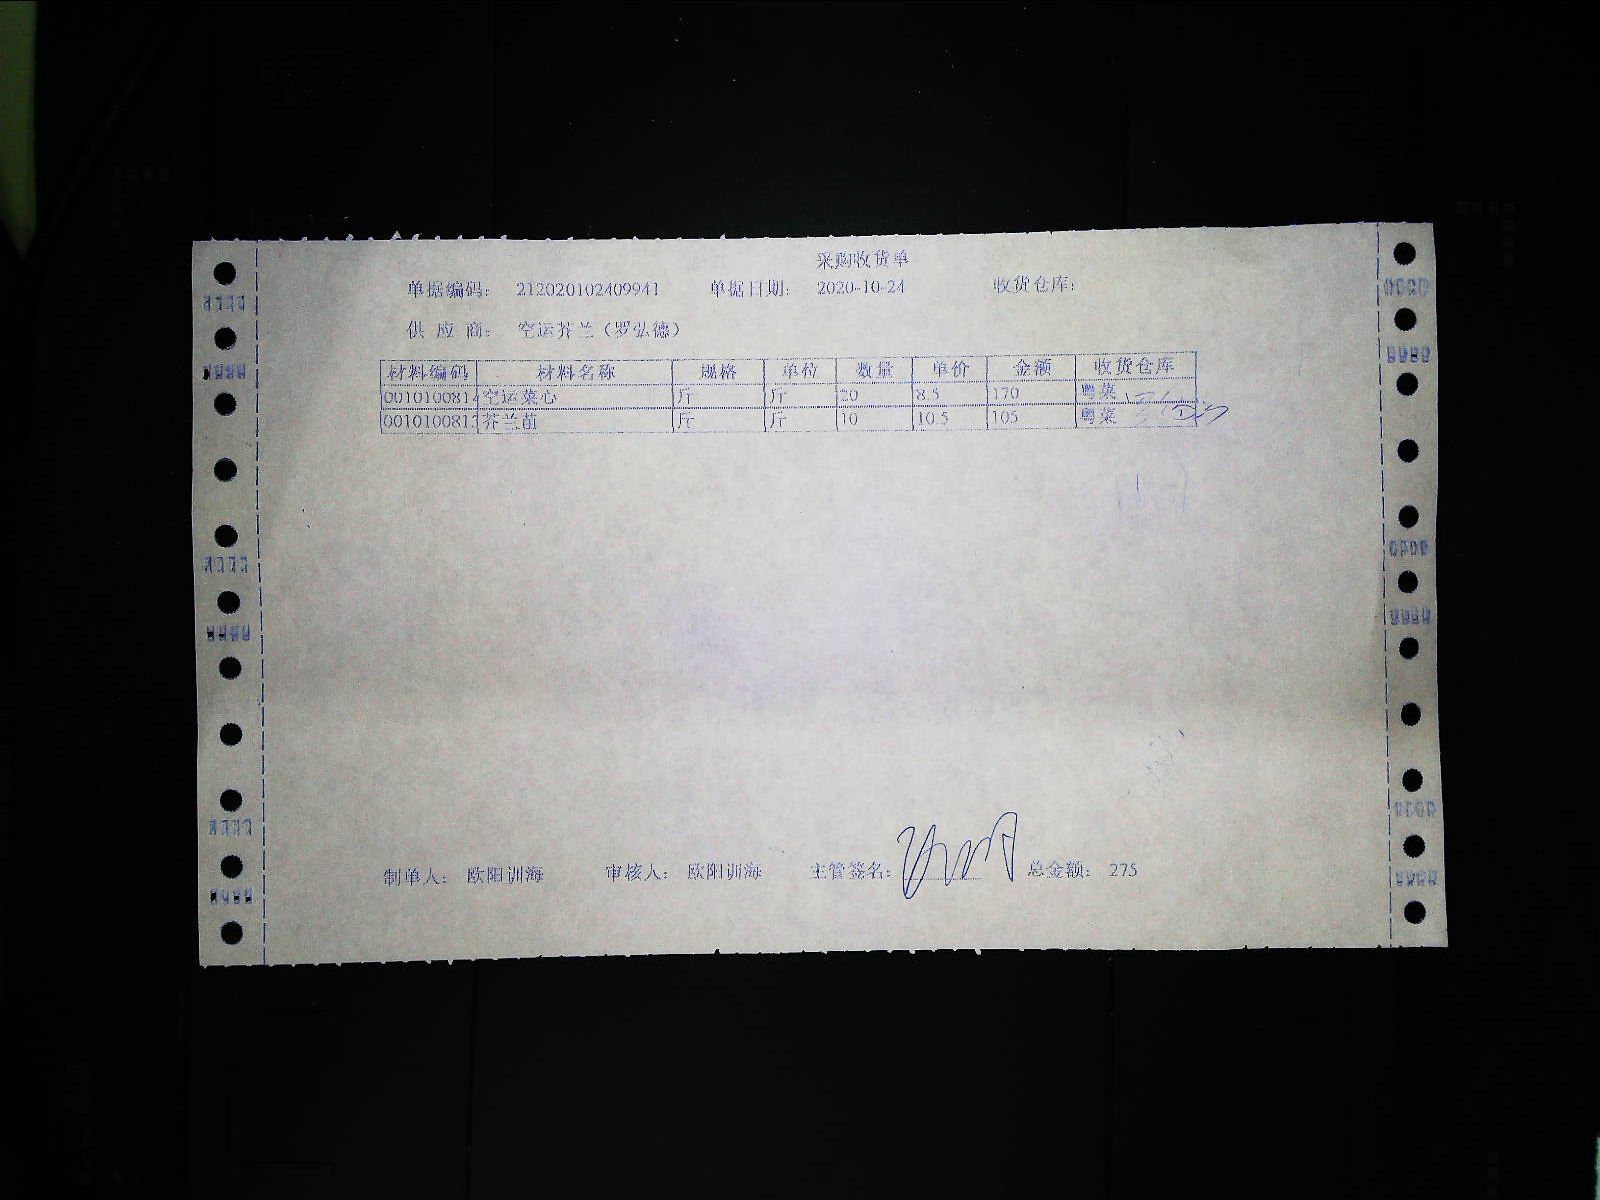 采购收货单
单据编码: 212020102409941 单据日期: 2020-10-24 收货仓库:
供 应 商: 空运芥兰(罗弘德)
材料编码 材料名称 规格 单位 数量 单价 金额 收货仓库
0010100814 空运菜心 斤 斤 20 8.5 170 粤菜
001010081 芥兰苗 斤 斤 10 10.5 105 粤菜
制单人: 欧阳训海 审核人: 欧阳训海 主管签名: 总金额: 275